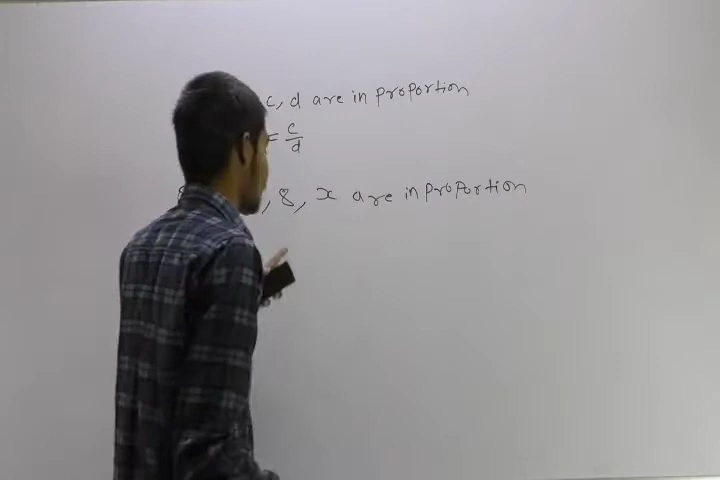 c, d are in proportion
= c/d
, 8, x are in proportion